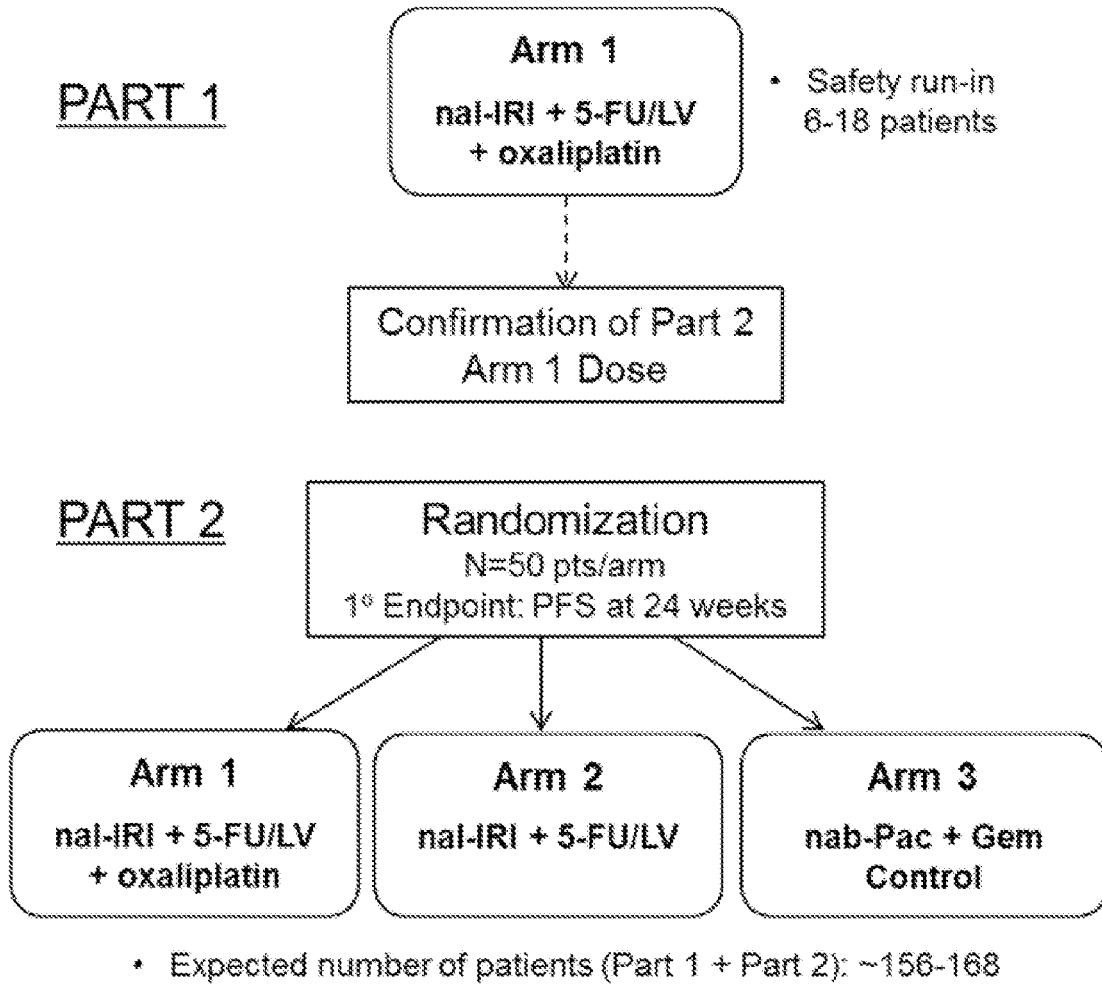 PART 1
Arm 1
nal-IRI + 5-FU/LV
+ oxaliplatin
• Safety run-in
6-18 patients
Confirmation of Part 2
Arm 1 Dose
PART 2
Randomization
N=50 pts/arm
1º Endpoint: PFS at 24 weeks
Arm 1
nal-IRI + 5-FU/LV
+ oxaliplatin
Arm 2
nal-IRI + 5-FU/LV
Arm 3
nab-Pac + Gem
Control
• Expected number of patients (Part 1 + Part 2): ~156-168